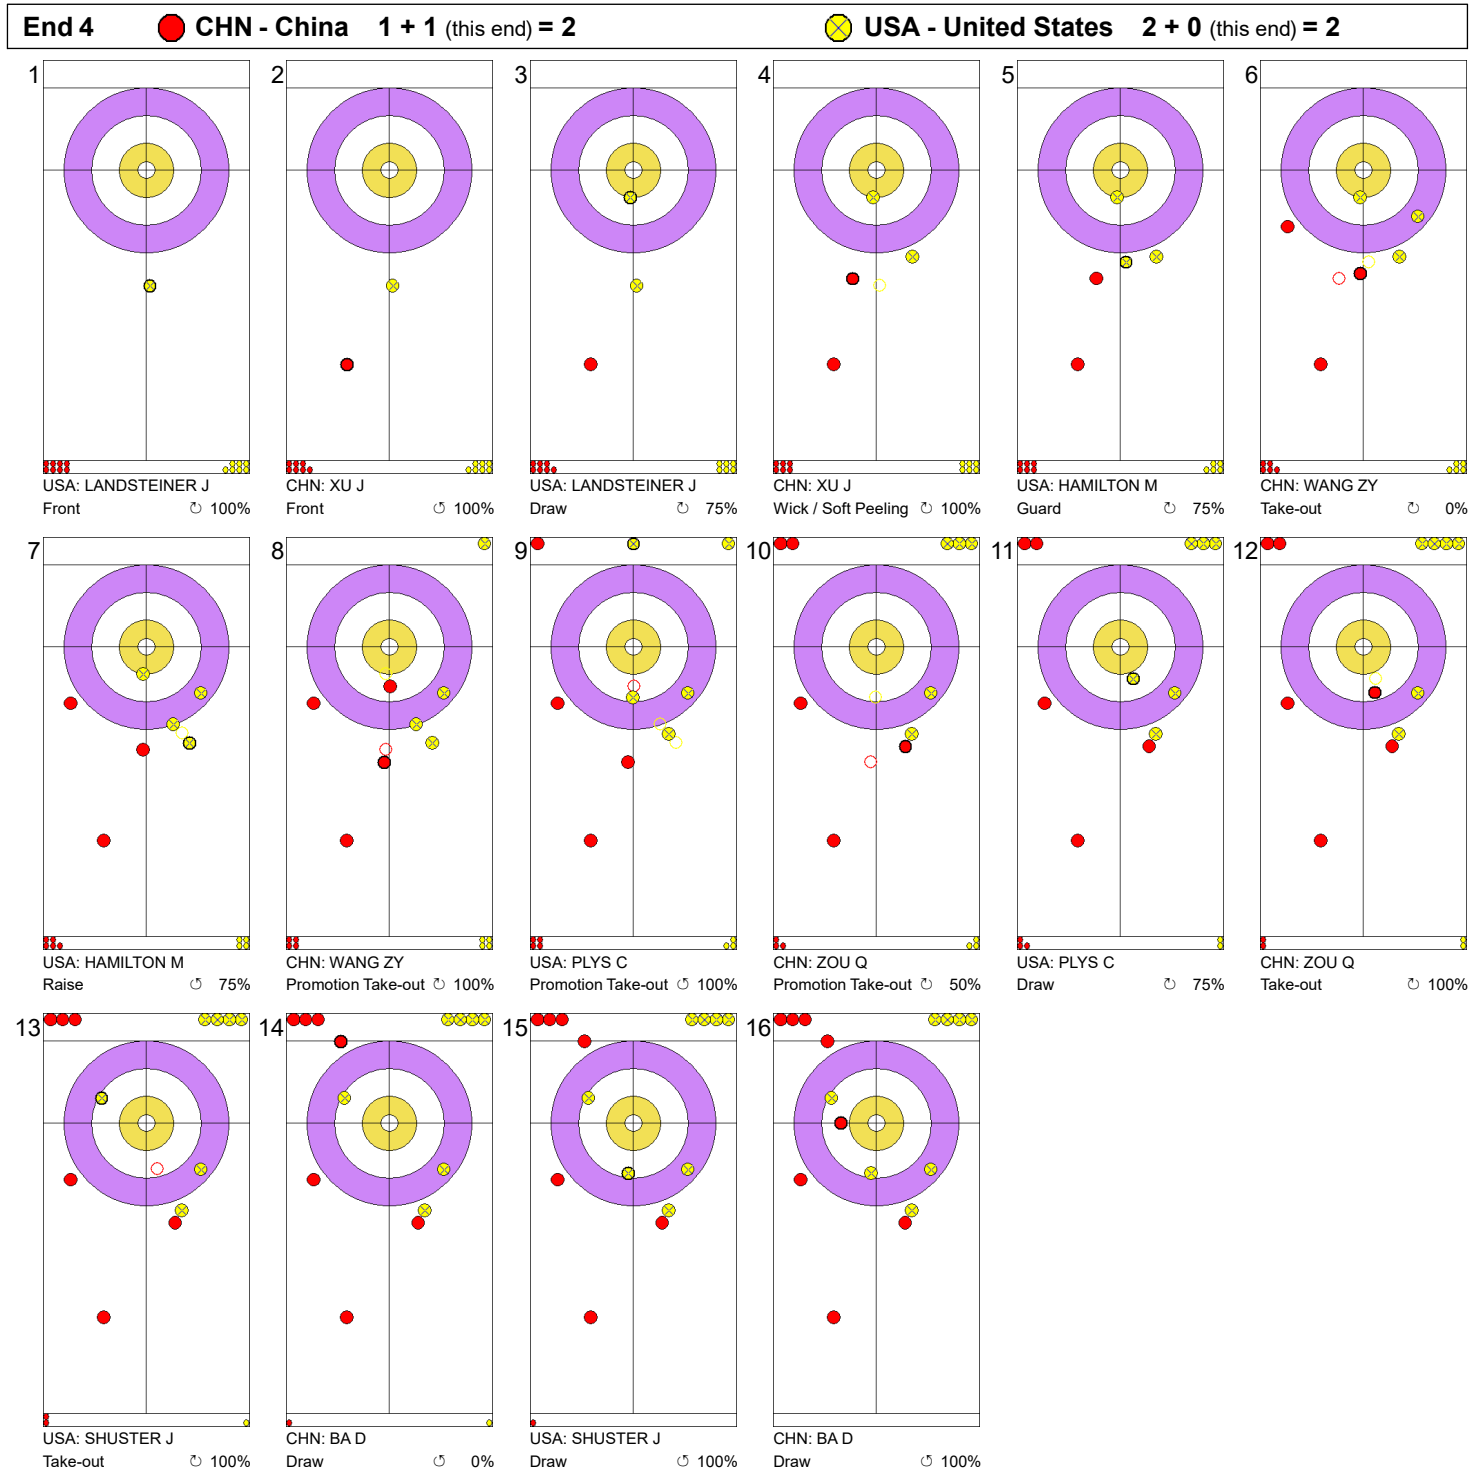 End 4 CHN - China 1 + 1 (this end) = 2 USA - United States 2 + 0 (this end) = 2
1 2 3 4 5 6
USA: LANDSTEINER J CHN: XU J USA: LANDSTEINER J CHN: XU J USA: HAMILTON M CHN: WANG ZY
Front ↻ 100% Front ↺ 100% Draw ↻ 75% Wick / Soft Peeling ↻ 100% Guard ↻ 75% Take-out ↻ 0%
7 8 9 10 11 12
USA: HAMILTON M CHN: WANG ZY USA: PLYS C CHN: ZOU Q USA: PLYS C CHN: ZOU Q
Raise ↺ 75% Promotion Take-out ↻ 100% Promotion Take-out ↺ 100% Promotion Take-out ↻ 50% Draw ↻ 75% Take-out ↻ 100%
13 14 15 16
USA: SHUSTER J CHN: BA D USA: SHUSTER J CHN: BA D
Take-out ↻ 100% Draw ↺ 0% Draw ↻ 100% Draw ↺ 100%